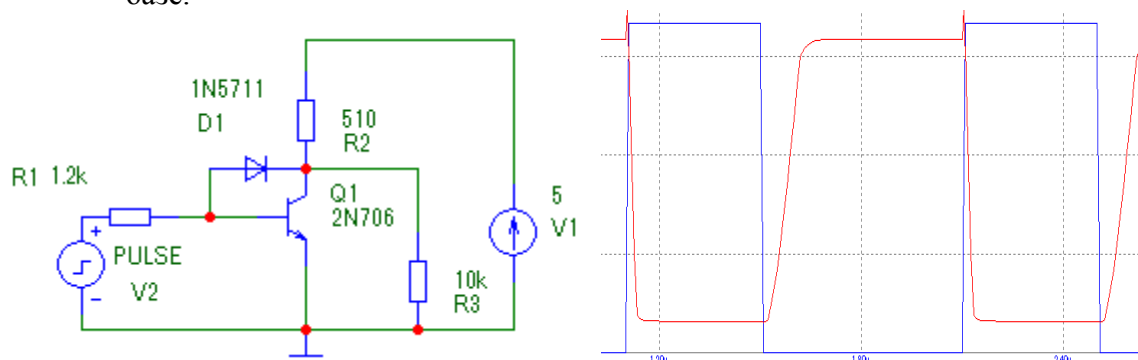 1N5711
D1
510
R2
R1 1.2k
Q1
2N706
5
V1
+
PULSE
V2
−
10k
R3